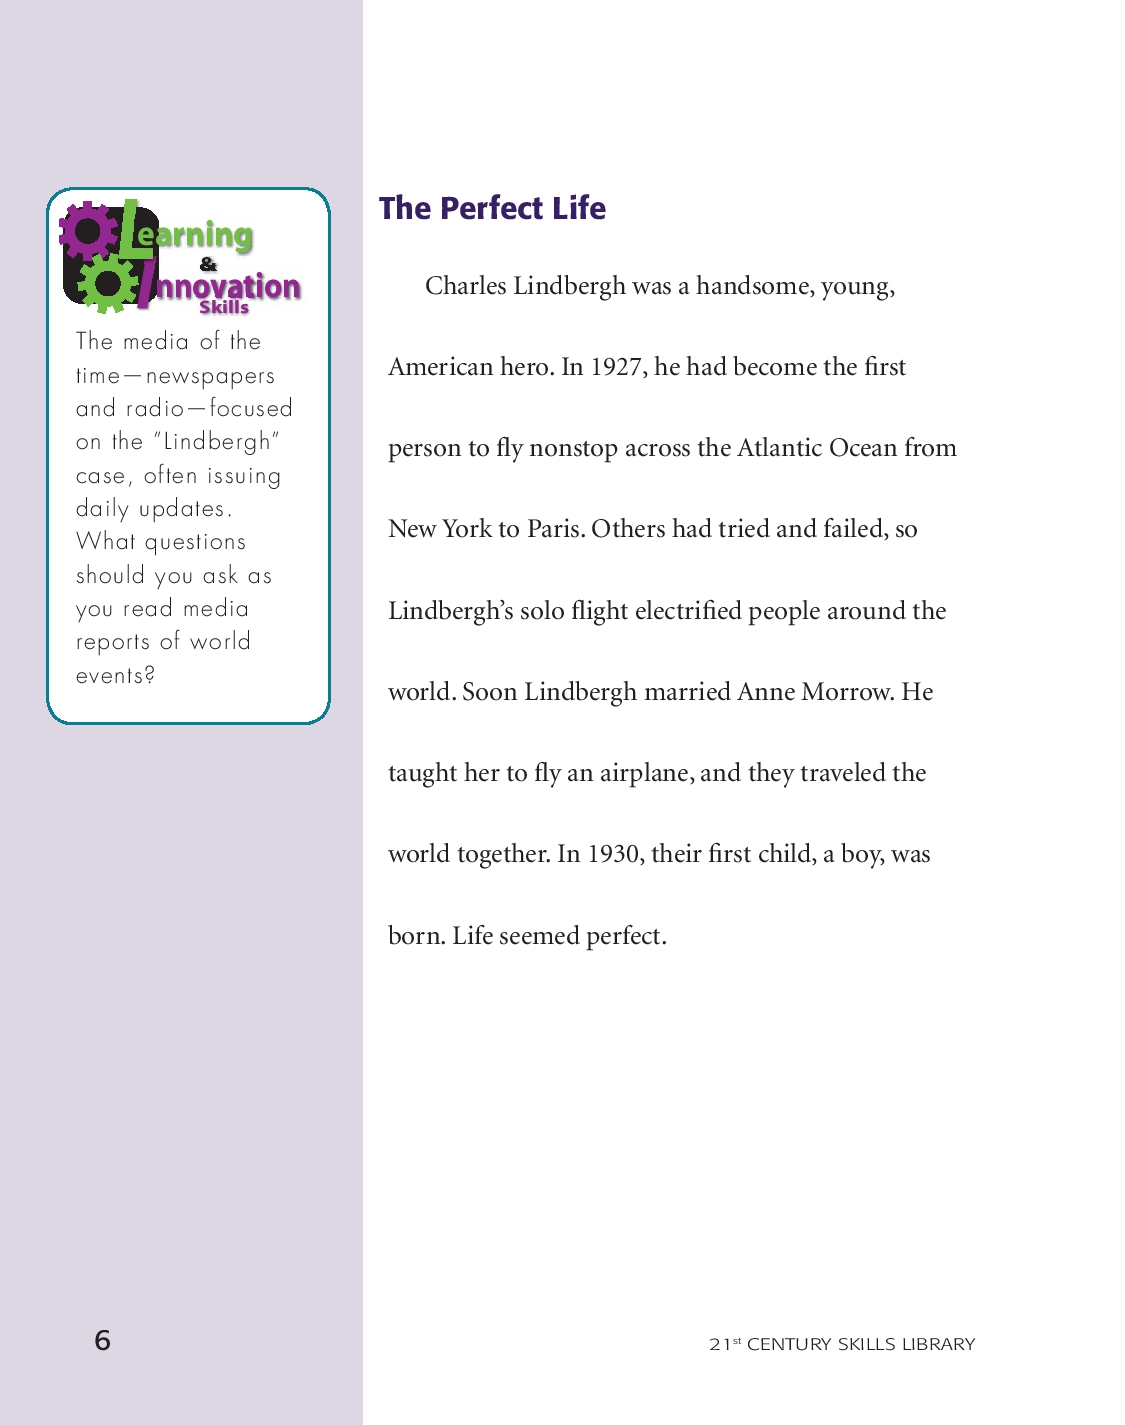 Learning
&
Innovation
Skills
The media of the
time—newspapers
and radio—focused
on the "Lindbergh"
case, often issuing
daily updates.
What questions
should you ask as
you read media
reports of world
events?
The Perfect Life
Charles Lindbergh was a handsome, young,
American hero. In 1927, he had become the first
person to fly nonstop across the Atlantic Ocean from
New York to Paris. Others had tried and failed, so
Lindbergh’s solo flight electrified people around the
world. Soon Lindbergh married Anne Morrow. He
taught her to fly an airplane, and they traveled the
world together. In 1930, their first child, a boy, was
born. Life seemed perfect.
6
21st CENTURY SKILLS LIBRARY